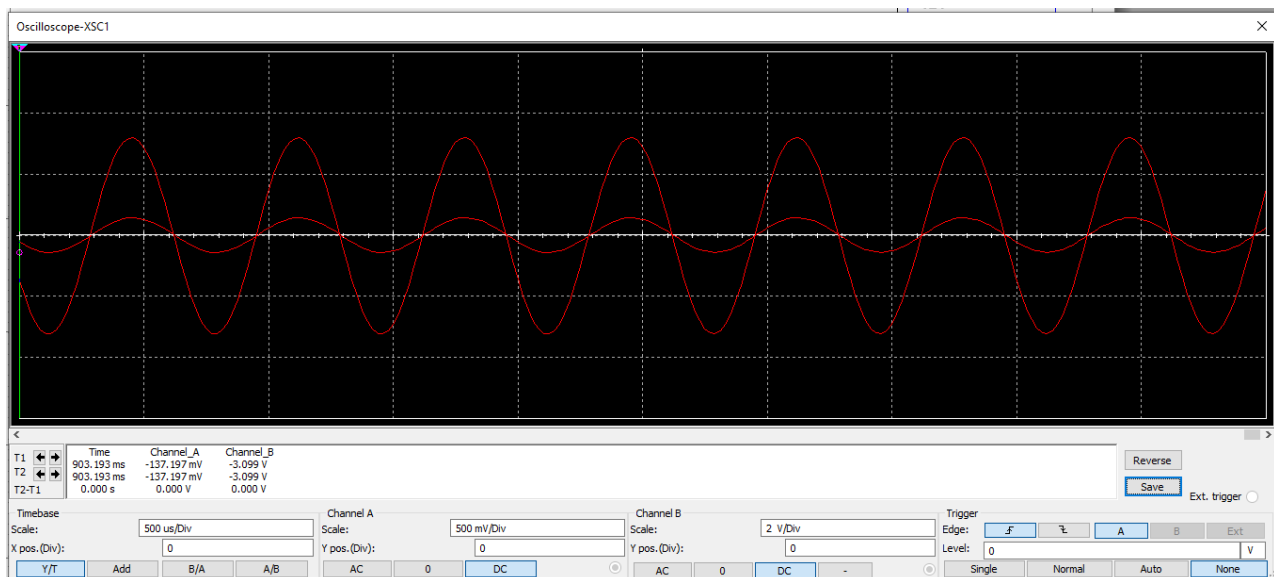 Oscilloscope-XSC1
Time Channel_A Channel_B
T1 903.193 ms -137.197 mV -3.099 V
T2 903.193 ms -137.197 mV -3.099 V
T2-T1 0.000 s 0.000 V 0.000 V
Reverse
Save
Ext. trigger
Timebase
Scale: 500 us/Div
X pos.(Div): 0
Y/T Add B/A A/B
Channel A
Scale: 500 mV/Div
Y pos.(Div): 0
AC 0 DC
Channel B
Scale: 2 V/Div
Y pos.(Div): 0
AC 0 DC -
Trigger
Edge: A B Ext
Level: 0 V
Single Normal Auto None